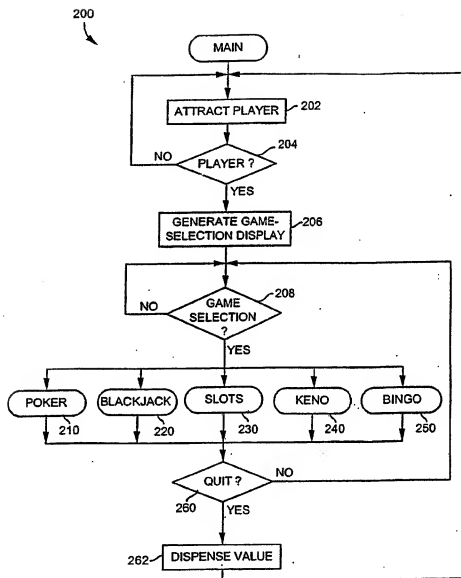 200
MAIN
ATTRACT PLAYER
202
204
NO
PLAYER ?
YES
GENERATE GAME-
SELECTION DISPLAY
206
208
NO
GAME
SELECTION
?
YES
POKER
BLACKJACK
SLOTS
KENO
BINGO
210
220
230
240
250
QUIT ?
NO
260
YES
262
DISPENSE VALUE